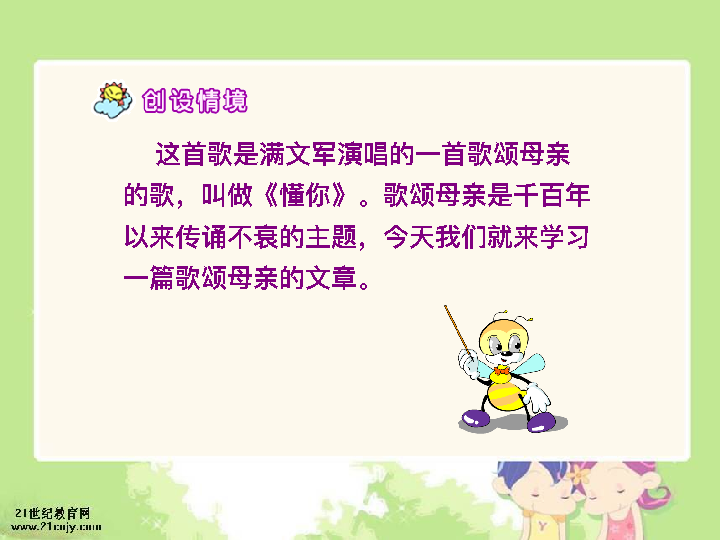 创设情境
这首歌是满文军演唱的一首歌颂母亲
的歌，叫做《懂你》。歌颂母亲是千百年
以来传诵不衰的主题，今天我们就来学习
一篇歌颂母亲的文章。
21世纪教育网
www.21cnjy.com